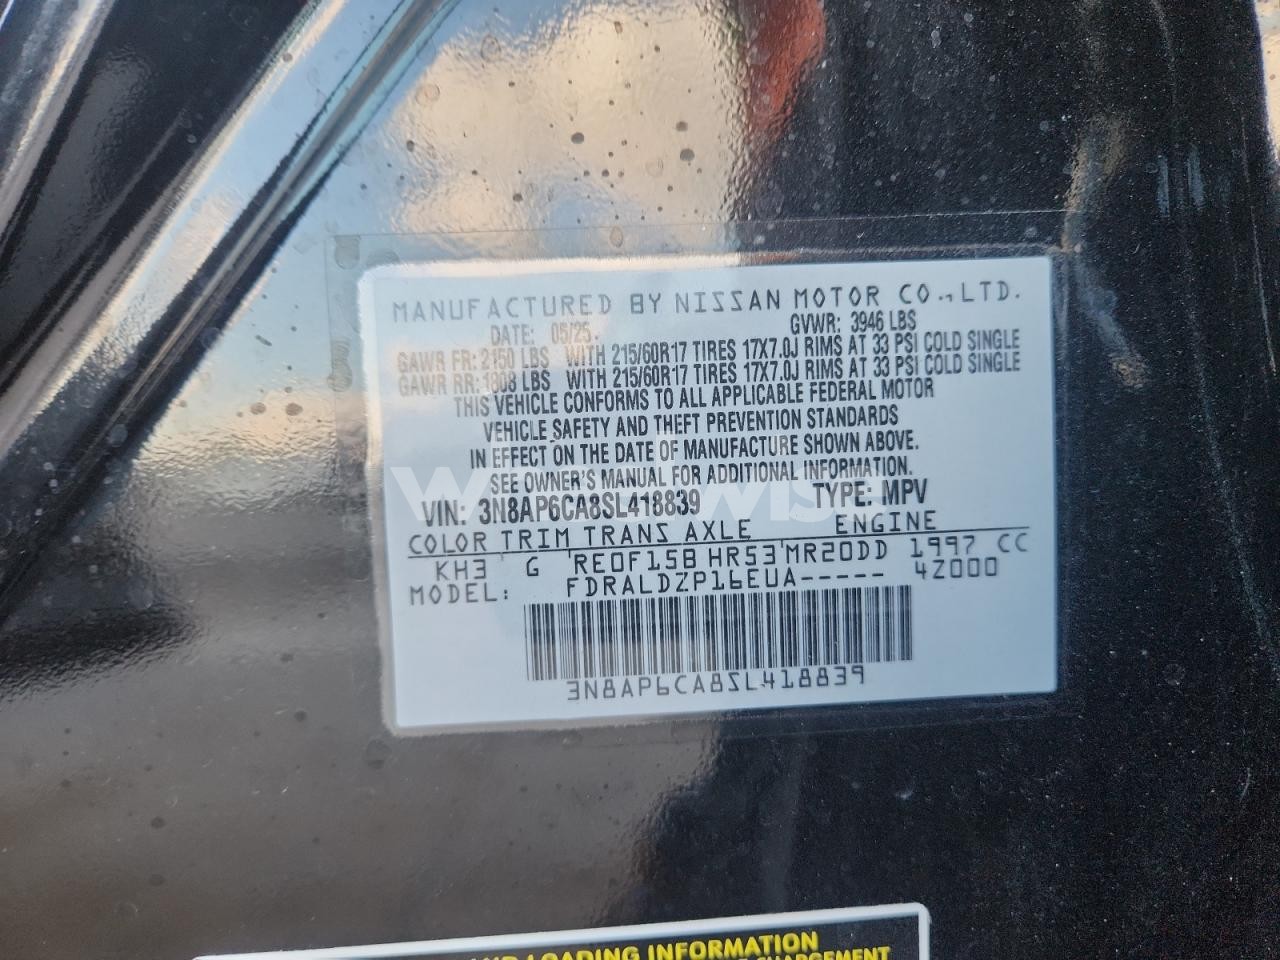 MANUFACTURED BY NISSAN MOTOR CO., LTD.
DATE: 05/25 GVWR: 3946 LBS
GAWR FR: 2150 LBS WITH 215/60R17 TIRES 17X7.0J RIMS AT 33 PSI COLD SINGLE
GAWR RR: 1808 LBS WITH 215/60R17 TIRES 17X7.0J RIMS AT 33 PSI COLD SINGLE
THIS VEHICLE CONFORMS TO ALL APPLICABLE FEDERAL MOTOR
VEHICLE SAFETY AND THEFT PREVENTION STANDARDS
IN EFFECT ON THE DATE OF MANUFACTURE SHOWN ABOVE.
SEE OWNER'S MANUAL FOR ADDITIONAL INFORMATION.
VIN: 3N8AP6CA8SL418839 TYPE: MPV
COLOR TRIM TRANS AXLE ENGINE
KH3 G RE0F15B HR53 MR20DD 1997 CC
MODEL: FDRALDZP16EUA----- 4Z000
3N8AP6CA8SL418839
LOADING INFORMATION